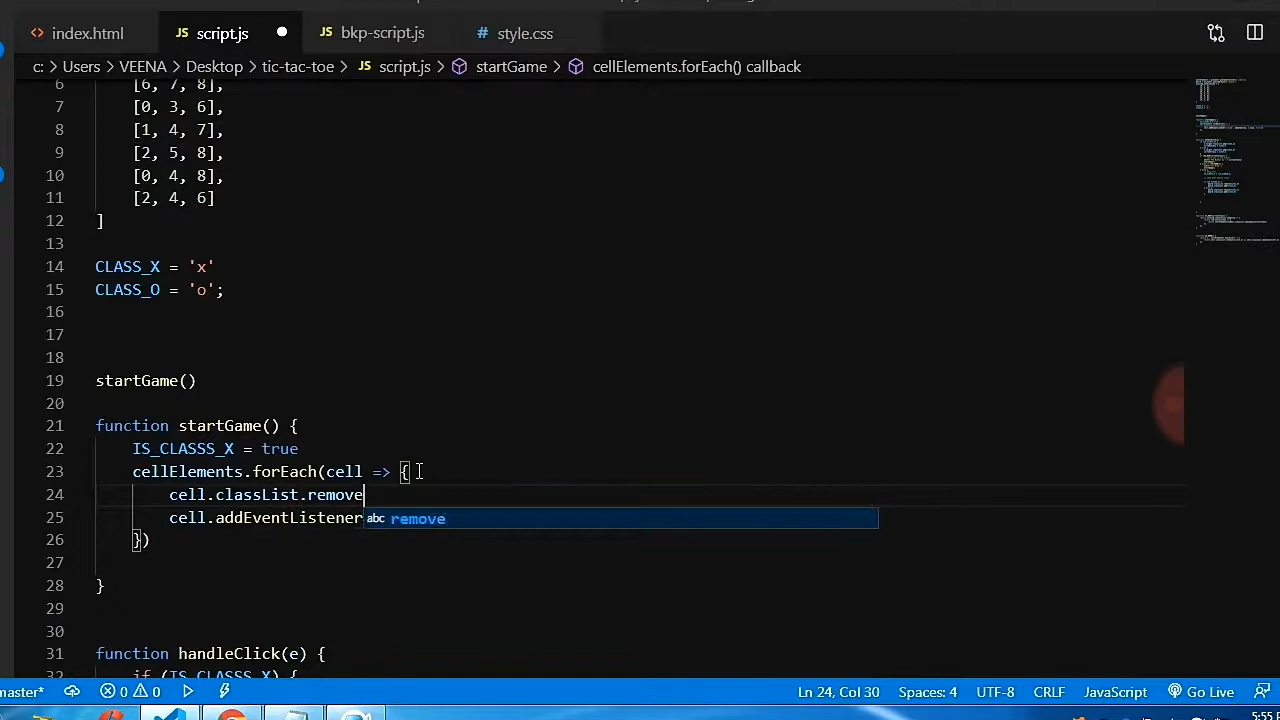 index.html
script.js
bkp-script.js
style.css
c: > Users > VEENA > Desktop > tic-tac-toe > script.js > startGame > cellElements.forEach() callback
6 [6, 7, 8],
7 [0, 3, 6],
8 [1, 4, 7],
9 [2, 5, 8],
10 [0, 4, 8],
11 [2, 4, 6]
12 ]
13
14 CLASS_X = 'x'
15 CLASS_O = 'o';
16
17
18
19 startGame()
20
21 function startGame() {
22 IS_CLASSS_X = true
23 cellElements.forEach(cell => {
24 cell.classList.remove
25 cell.addEventListener
abc remove
26 })
27
28 }
29
30
31 function handleClick(e) {
32 if (IS_CLASSS_X) {
master* 0 0 Ln 24, Col 30 Spaces: 4 UTF-8 CRLF JavaScript Go Live
5:55